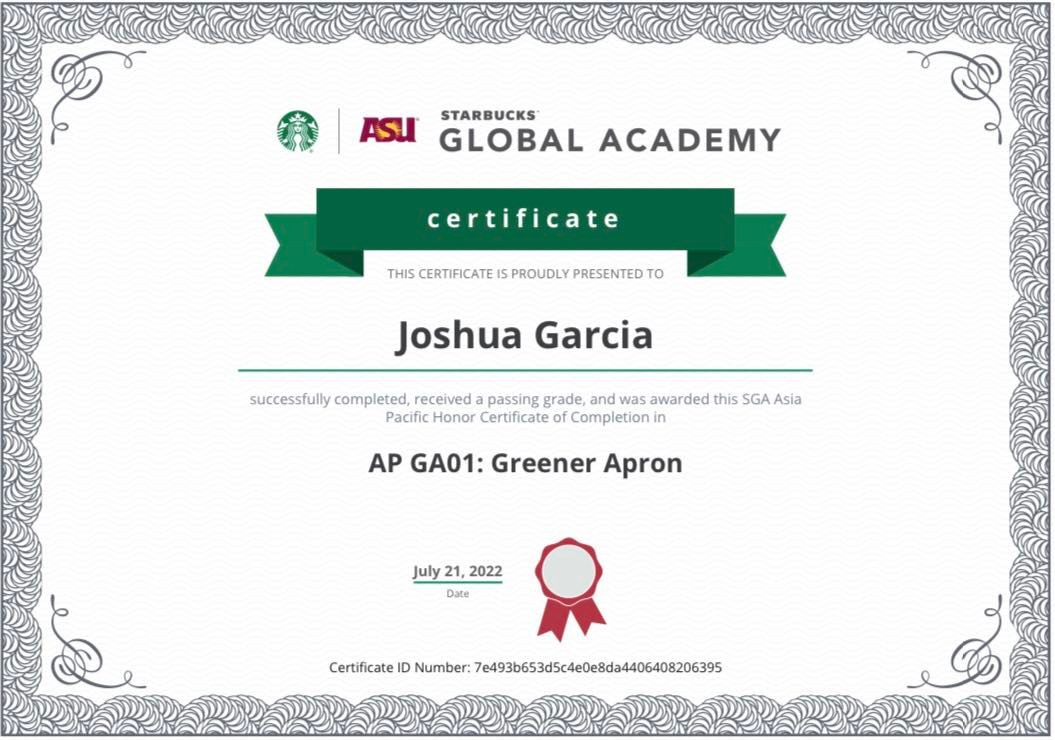 ASU
STARBUCKS™
GLOBAL ACADEMY
certificate
THIS CERTIFICATE IS PROUDLY PRESENTED TO
Joshua Garcia
successfully completed, received a passing grade, and was awarded this SGA Asia
Pacific Honor Certificate of Completion in
AP GA01: Greener Apron
July 21, 2022
Date
Certificate ID Number: 7e493b653d5c4e0e8da4406408206395